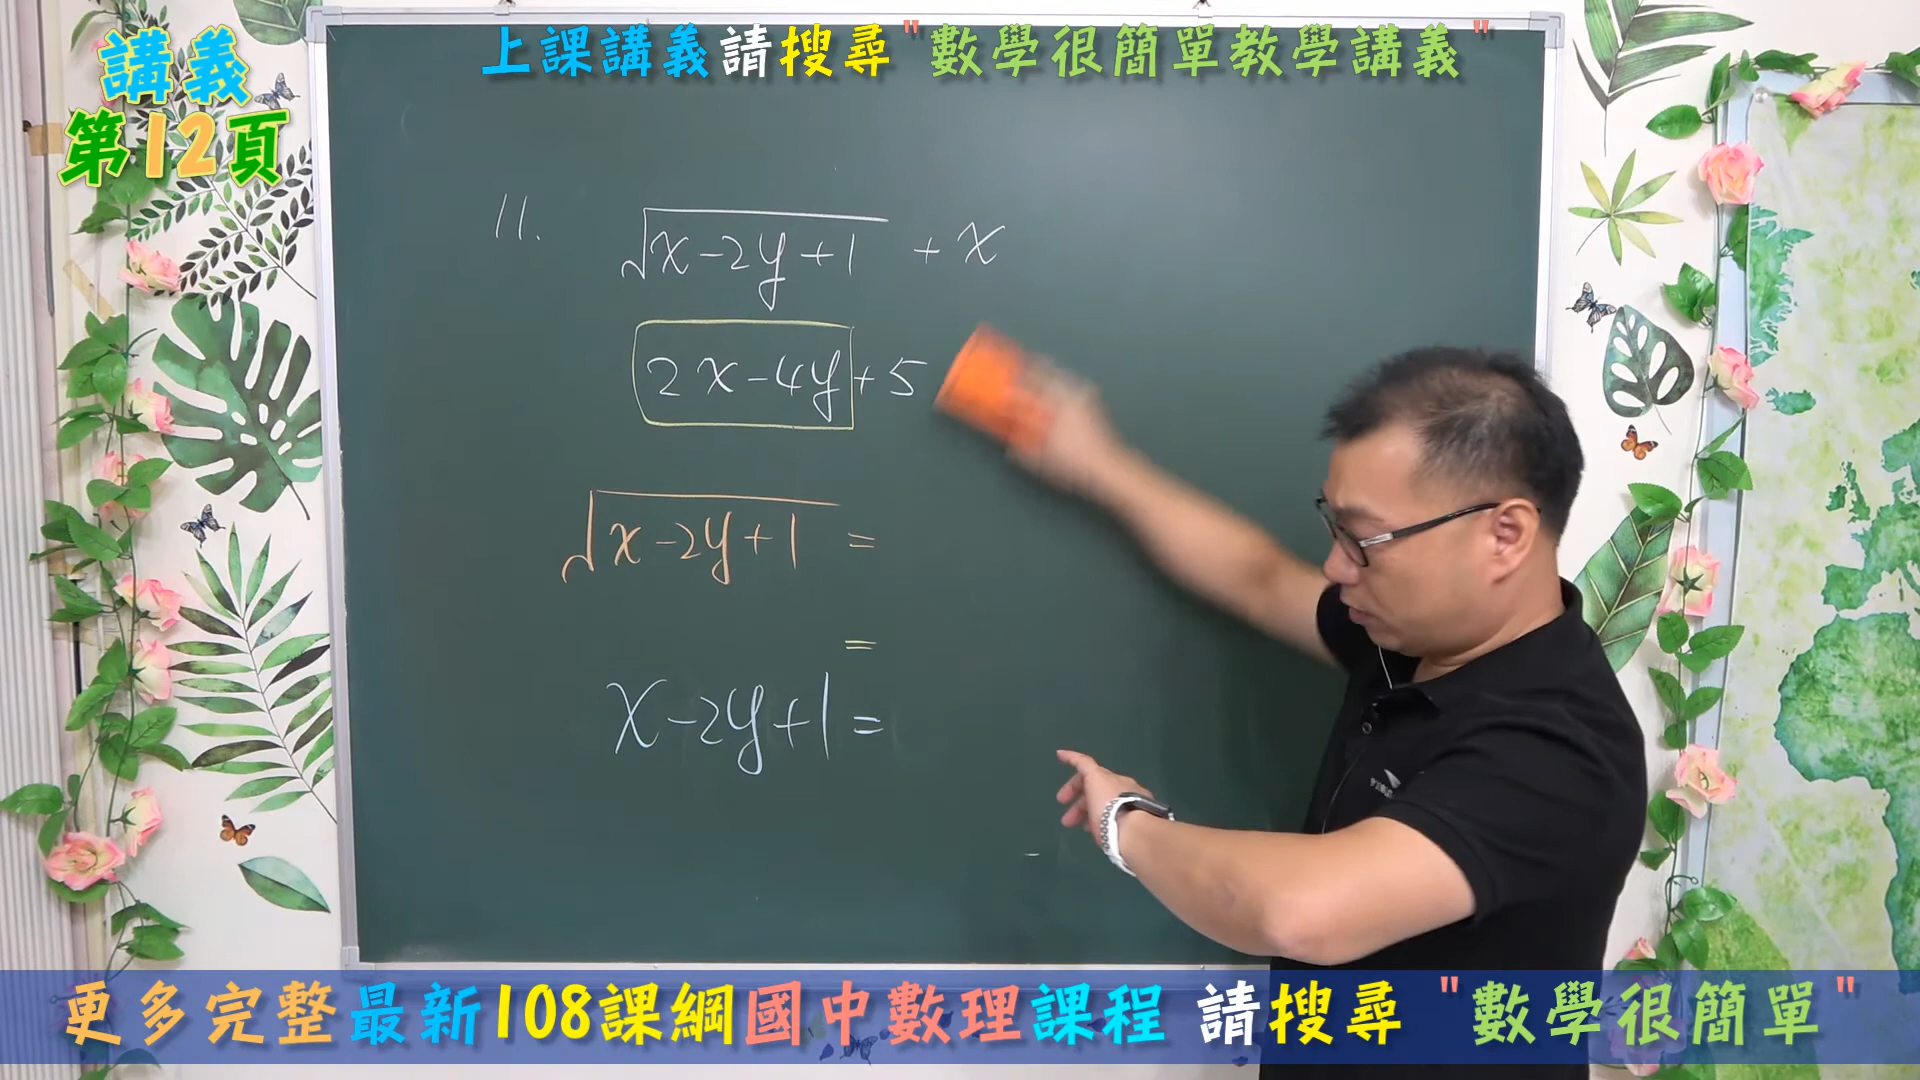 上課講義請搜尋"數學很簡單教學講義"
講義
第12頁
11. √x-2y+1 + x
2x-4y+5
√x-2y+1 =
=
x-2y+1=
更多完整最新108課綱國中數理課程 請搜尋 "數學很簡單"